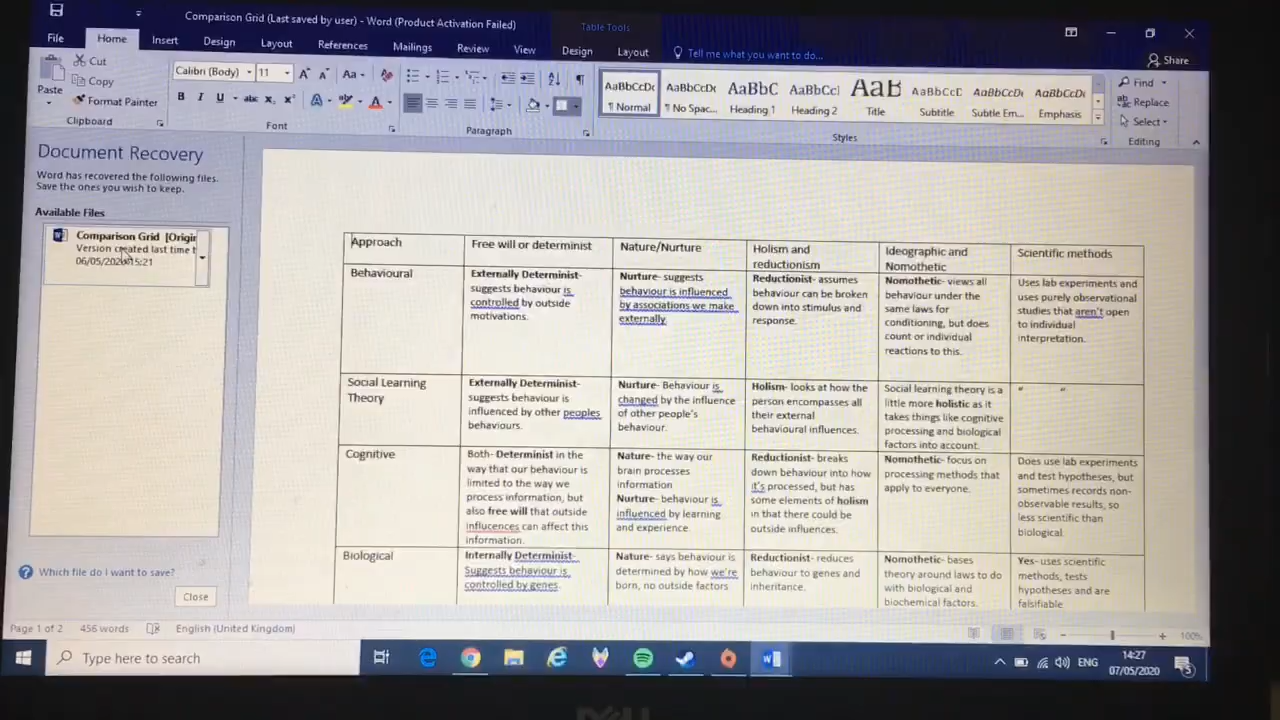 Comparison Grid (Last saved by user) - Word (Product Activation Failed)
Table Tools
File Home Insert Design Layout References Mailings Review View Design Layout Tell me what you want to do...
Share
Paste
Cut
Copy
Format Painter
Clipboard
Calibri (Body) 11
Font
Paragraph
AaBbCcDc AaBbCcDc AaBbC AaBbCc AaB AaBbCcD AaBbCcDc AaBbCcDc
¶ Normal ¶ No Spac... Heading 1 Heading 2 Title Subtitle Subtle Em... Emphasis
Styles
Find
Replace
Select
Editing
Document Recovery
Word has recovered the following files.
Save the ones you wish to keep.
Available Files
Comparison Grid [Origin
Version created last time t
06/05/2020 15:21
Which file do I want to save?
Close
Approach
Free will or determinist
Nature/Nurture
Holism and
reductionism
Ideographic and
Nomothetic
Scientific methods
Behavioural
Externally Determinist-
suggests behaviour is
controlled by outside
motivations.
Nurture- suggests
behaviour is influenced
by associations we make
externally.
Reductionist- assumes
behaviour can be broken
down into stimulus and
response.
Nomothetic- views all
behaviour under the
same laws for
conditioning, but does
count or individual
reactions to this.
Uses lab experiments and
uses purely observational
studies that aren't open
to individual
interpretation.
Social Learning
Theory
Externally Determinist-
suggests behaviour is
influenced by other peoples
behaviours.
Nurture- Behaviour is
changed by the influence
of other people's
behaviour.
Holism- looks at how the
person encompasses all
their external
behavioural influences.
Social learning theory is a
little more holistic as it
takes things like cognitive
processing and biological
factors into account.
" "
Cognitive
Both- Determinist in the
way that our behaviour is
limited to the way we
process information, but
also free will that outside
influcences can affect this
information.
Nature- the way our
brain processes
information
Nurture- behaviour is
influenced by learning
and experience.
Reductionist- breaks
down behaviour into how
it's processed, but has
some elements of holism
in that there could be
outside influences.
Nomothetic- focus on
processing methods that
apply to everyone.
Does use lab experiments
and test hypotheses, but
sometimes records non-
observable results, so
less scientific than
biological.
Biological
Internally Determinist-
Suggests behaviour is
controlled by genes.
Nature- says behaviour is
determined by how we're
born, no outside factors
Reductionist- reduces
behaviour to genes and
inheritance.
Nomothetic- bases
theory around laws to do
with biological and
biochemical factors.
Yes- uses scientific
methods, tests
hypotheses and are
falsifiable
Page 1 of 2 456 words English (United Kingdom) 100%
Type here to search
ENG
14:27
07/05/2020
5
DELL